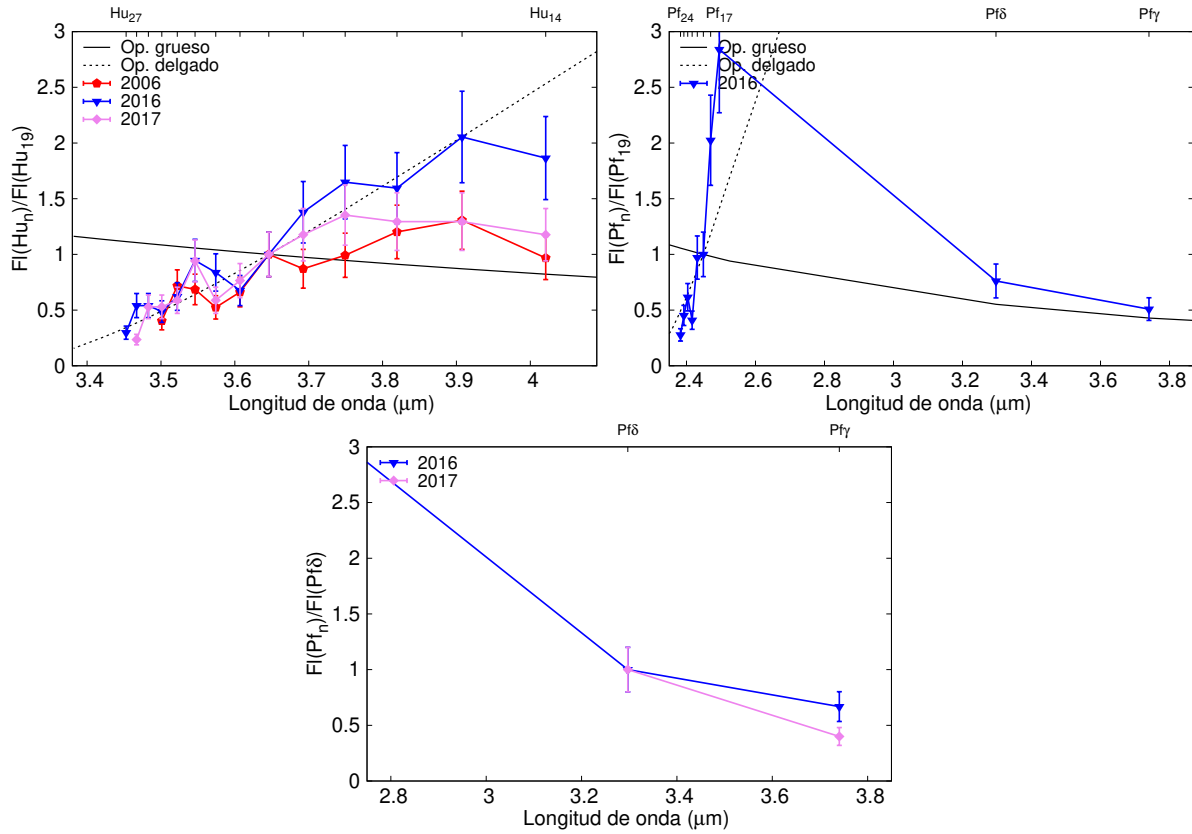 Hu27 Hu14
Fl(Hun)/Fl(Hu19)
3
2.5
2
1.5
1
0.5
0
Op. grueso
Op. delgado
2006
2016
2017
3.4 3.5 3.6 3.7 3.8 3.9 4
Longitud de onda (μm)
Pf24 Pf17 Pfδ Pfγ
Fl(Pfn)/Fl(Pf19)
3
2.5
2
1.5
1
0.5
0
Op. grueso
Op. delgado
2016
2.4 2.6 2.8 3 3.2 3.4 3.6 3.8
Longitud de onda (μm)
Pfδ Pfγ
Fl(Pfn)/Fl(Pfδ)
3
2.5
2
1.5
1
0.5
0
2016
2017
2.8 3 3.2 3.4 3.6 3.8
Longitud de onda (μm)